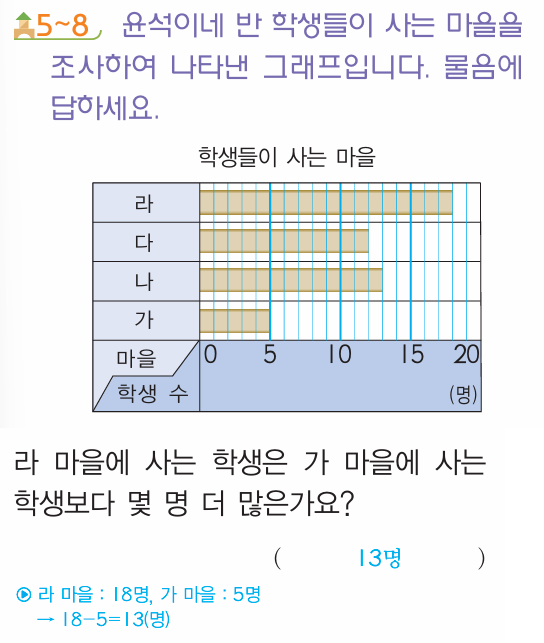 5~8 윤석이네 반 학생들이 사는 마을을
조사하여 나타낸 그래프입니다. 물음에
답하세요.
학생들이 사는 마을
라
다
나
가
마을 0 5 10 15 20
학생 수 (명)
라 마을에 사는 학생은 가 마을에 사는
학생보다 몇 명 더 많은가요?
( 13명 )
라 마을 : 18명, 가 마을 : 5명
→ 18-5=13(명)